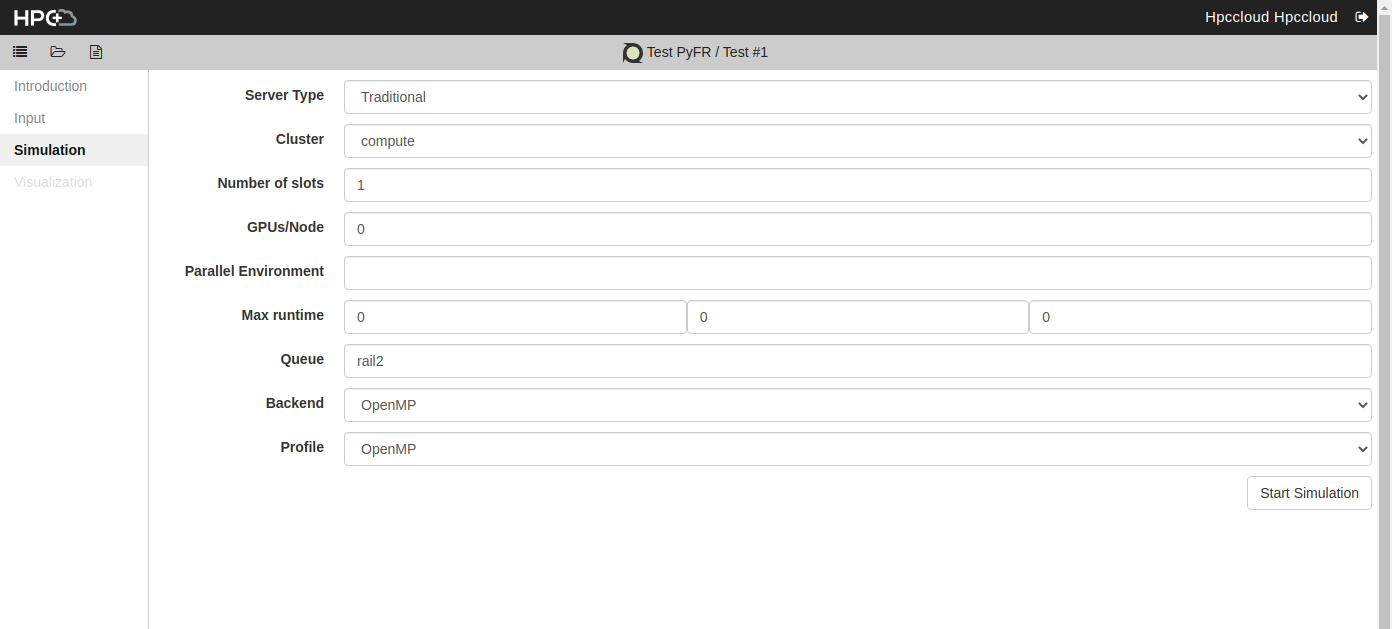 HPC Hpccloud Hpccloud
Test PyFR / Test #1
Introduction
Input
Simulation
Visualization
Server Type Traditional
Cluster compute
Number of slots 1
GPUs/Node 0
Parallel Environment
Max runtime 0 0 0
Queue rail2
Backend OpenMP
Profile OpenMP
Start Simulation